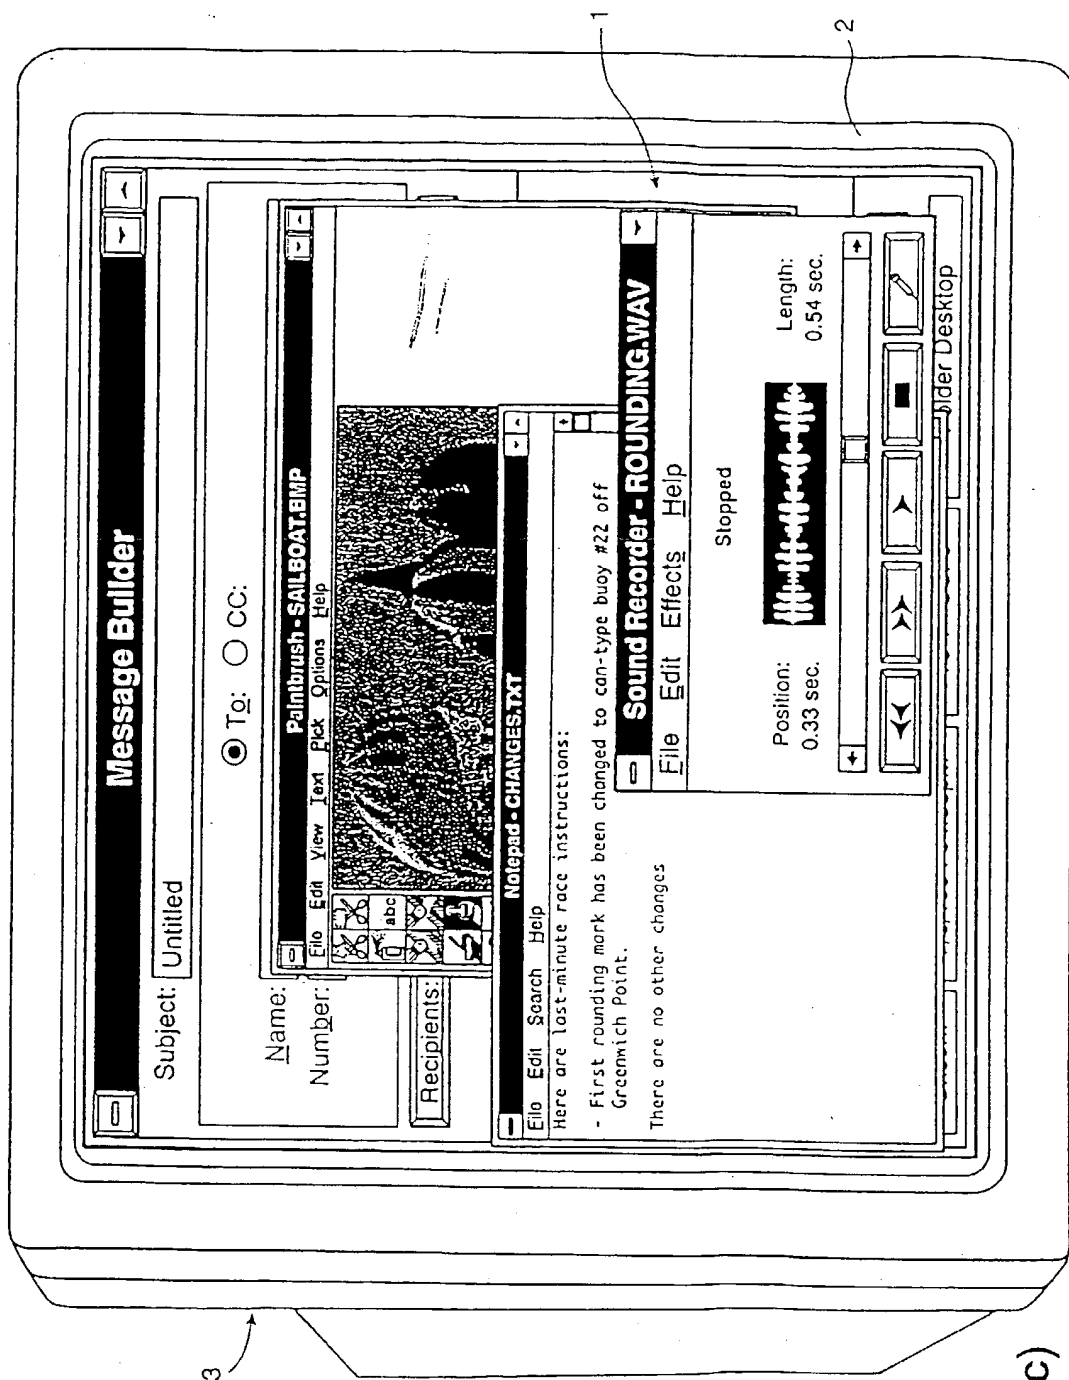 Message Builder
Subject: Untitled
To: CC:
Name:
Number:
Recipients:
Paintbrush - SAILBOAT.BMP
File Edit View Text Pick Options Help
abc
Notepad - CHANGES.TXT
File Edit Search Help
Here are last-minute race instructions:
- First rounding mark has been changed to can-type buoy #22 off
Greenwich Point.
There are no other changes
Sound Recorder - ROUNDING.WAV
File Edit Effects Help
Stopped
Position:
0.33 sec.
Length:
0.54 sec.
older Desktop
1
2
3
c)